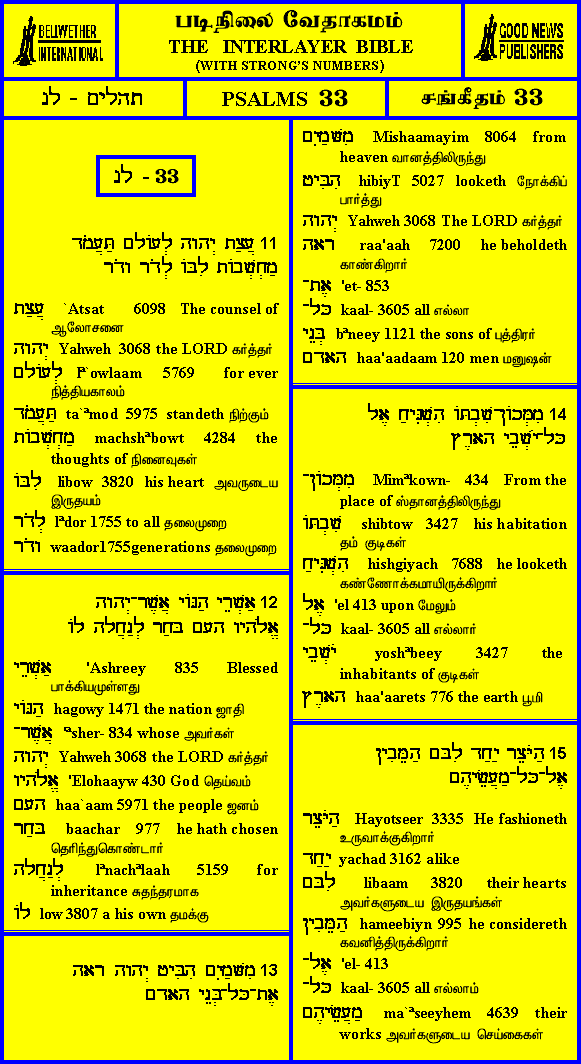 BELLWETHER
INTERNATIONAL
படிநிலை வேதாகமம்
THE INTERLAYER BIBLE
(WITH STRONG'S NUMBERS)
GOOD NEWS
PUBLISHERS
תהלים - לג
PSALMS 33
சங்கீதம் 33
לג - 33
11 עֲצַת יְהוָה לְעוֹלָם תַּעֲמֹד
מַחְשְׁבוֹת לִבּוֹ לְדֹר וָדֹר
עֲצַת `Atsat 6098 The counsel of
ஆலோசனை
יְהוָה Yahweh 3068 the LORD கர்த்தர்
לְעוֹלָם lᵃ`owlaam 5769 for ever
நித்தியகாலம்
תַּעֲמֹד ta`ᵃmod 5975 standeth நிற்கும்
מַחְשְׁבוֹת machshᵃbowt 4284 the
thoughts of நினைவுகள்
לִבּוֹ libow 3820 his heart அவருடைய
இருதயம்
לְדֹר lᵃdor 1755 to all தலைமுறை
וָדֹר waador1755generations தலைமுறை
12 אַשְׁרֵי הַגּוֹי אֲשֶׁר־יְהוָה
אֱלֹהָיו הָעָם בָּחַר לְנַחֲלָה לוֹ
אַשְׁרֵי 'Ashreey 835 Blessed
பாக்கியமுள்ளது
הַגּוֹי hagowy 1471 the nation ஜாதி
אֲשֶׁר־ 'ᵃsher- 834 whose அவர்கள்
יְהוָה Yahweh 3068 the LORD கர்த்தர்
אֱלֹהָיו 'Elohaayw 430 God தெய்வம்
הָעָם haa`aam 5971 the people ஜனம்
בָּחַר baachar 977 he hath chosen
தெரிந்துகொண்டார்
לְנַחֲלָה lᵃnachᵃlaah 5159 for
inheritance சுதந்தரமாக
לוֹ low 3807 a his own தமக்கு
13 מִשָּׁמַיִם הִבִּיט יְהוָה רָאָה
אֶת־כָּל־בְּנֵי הָאָדָם
מִשָּׁמַיִם Mishaamayim 8064 from
heaven வானத்திலிருந்து
הִבִּיט hibiyT 5027 looketh நோக்கிப்
பார்த்து
יְהוָה Yahweh 3068 The LORD கர்த்தர்
רָאָה raa'aah 7200 he beholdeth
காண்கிறார்
אֶת־ 'et- 853
כָּל־ kaal- 3605 all எல்லா
בְּנֵי bᵃneey 1121 the sons of புத்திரர்
הָאָדָם haa'aadaam 120 men மனுஷன்
14 מִמְּכוֹן־שִׁבְתּוֹ הִשְׁגִּיחַ אֶל
כָּל־יֹשְׁבֵי הָאָרֶץ
מִמְּכוֹן־ Mimᵃkown- 434 From the
place of ஸ்தானத்திலிருந்து
שִׁבְתּוֹ shibtow 3427 his habitation
தம் குடிகள்
הִשְׁגִּיחַ hishgiyach 7688 he looketh
கண்ணோக்கமாயிருக்கிறார்
אֶל 'el 413 upon மேலும்
כָּל־ kaal- 3605 all எல்லார்
יֹשְׁבֵי yoshᵃbeey 3427 the
inhabitants of குடிகள்
הָאָרֶץ haa'aarets 776 the earth பூமி
15 הַיֹּצֵר יַחַד לִבָּם הַמֵּבִין
אֶל־כָּל־מַעֲשֵׂיהֶם
הַיֹּצֵר Hayotseer 3335 He fashioneth
உருவாக்குகிறார்
יַחַד yachad 3162 alike
לִבָּם libaam 3820 their hearts
அவர்களுடைய இருதயங்கள்
הַמֵּבִין hameebiyn 995 he considereth
கவனித்திருக்கிறார்
אֶל־ 'el- 413
כָּל־ kaal- 3605 all எல்லாம்
מַעֲשֵׂיהֶם ma`ᵃseeyhem 4639 their
works அவர்களுடைய செய்கைகள்